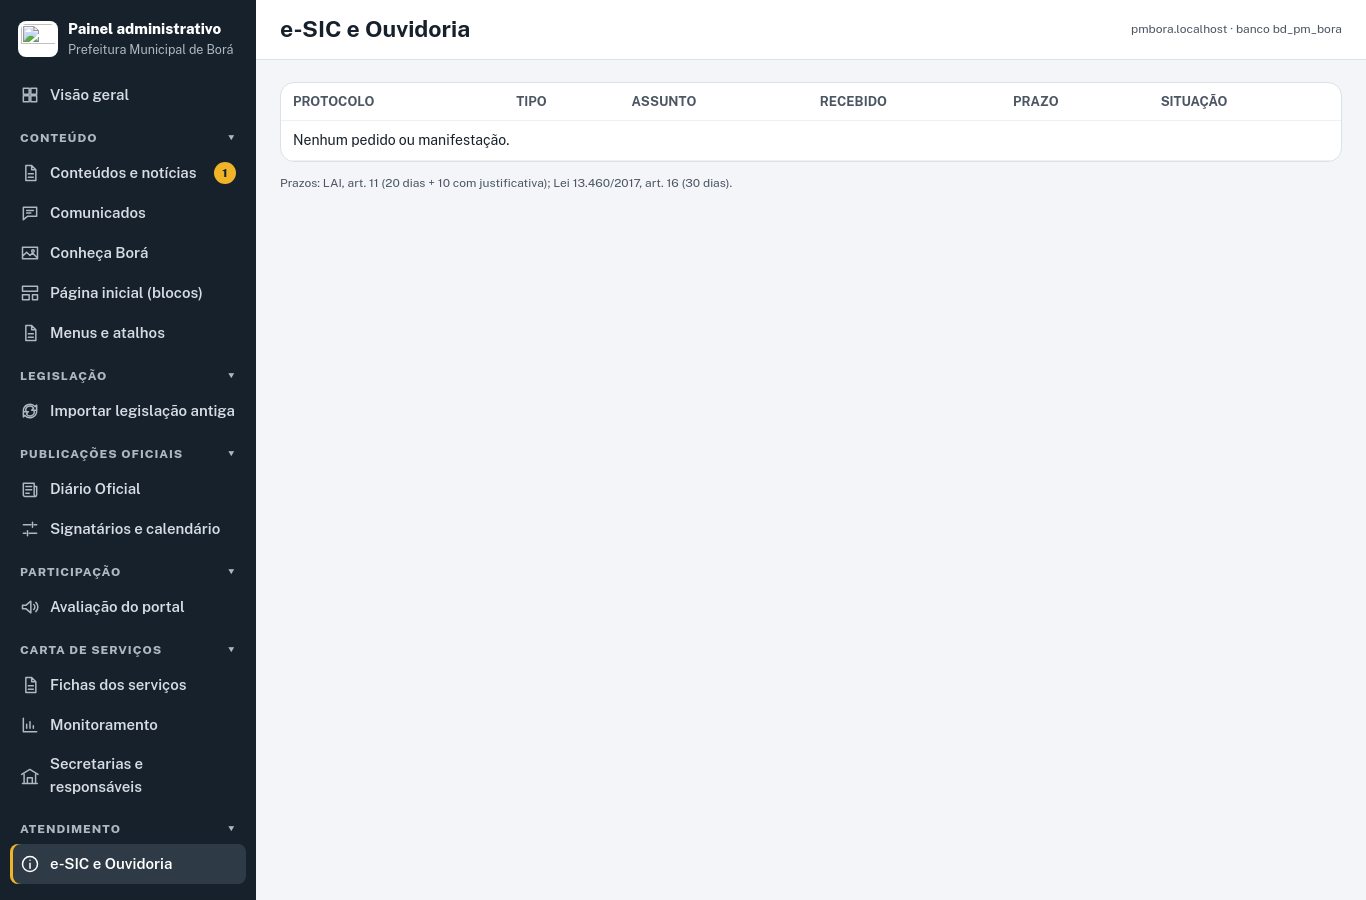 Painel administrativo
Prefeitura Municipal de Borá
Visão geral
CONTEÚDO
Conteúdos e notícias 1
Comunicados
Conheça Borá
Página inicial (blocos)
Menus e atalhos
LEGISLAÇÃO
Importar legislação antiga
PUBLICAÇÕES OFICIAIS
Diário Oficial
Signatários e calendário
PARTICIPAÇÃO
Avaliação do portal
CARTA DE SERVIÇOS
Fichas dos serviços
Monitoramento
Secretarias e
responsáveis
ATENDIMENTO
e-SIC e Ouvidoria
e-SIC e Ouvidoria
pmbora.localhost · banco bd_pm_bora
PROTOCOLO TIPO ASSUNTO RECEBIDO PRAZO SITUAÇÃO
Nenhum pedido ou manifestação.
Prazos: LAI, art. 11 (20 dias + 10 com justificativa); Lei 13.460/2017, art. 16 (30 dias).